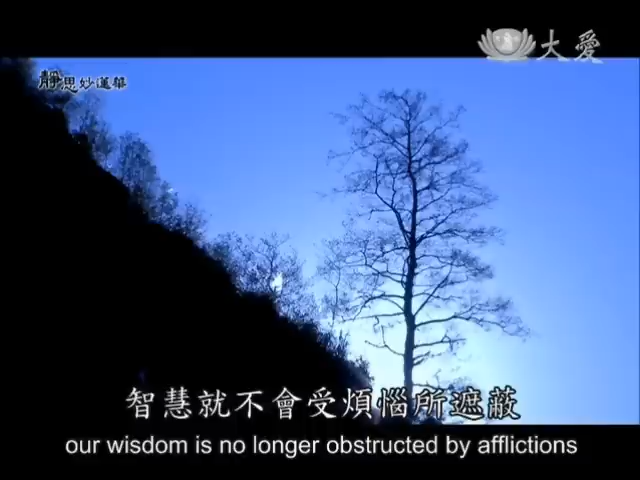 大愛
靜思妙蓮華
智慧就不會受煩惱所遮蔽
our wisdom is no longer obstructed by afflictions